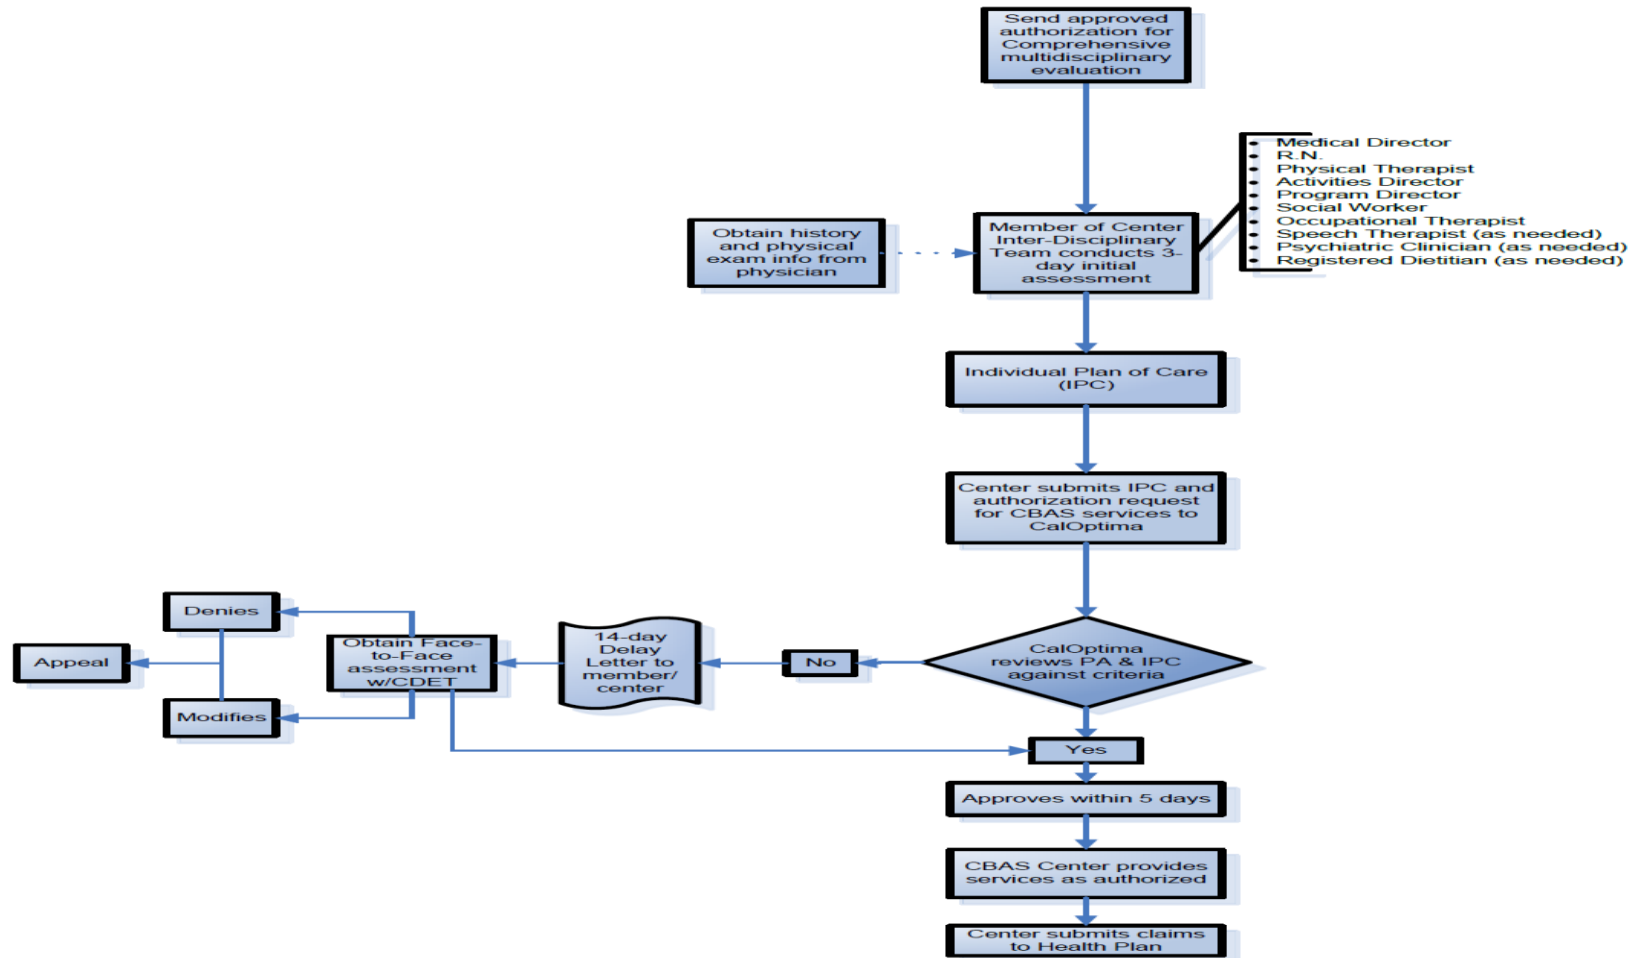 Send approved
authorization for
Comprehensive
multidisciplinary
evaluation
• Medical Director
• R.N.
• Physical Therapist
• Activities Director
• Program Director
• Social Worker
• Occupational Therapist
• Speech Therapist (as needed)
• Psychiatric Clinician (as needed)
• Registered Dietitian (as needed)
Obtain history
and physical
exam info from
physician
Member of Center
Inter-Disciplinary
Team conducts 3-
day initial
assessment
Individual Plan of Care
(IPC)
Center submits IPC and
authorization request
for CBAS services to
CalOptima
CalOptima
reviews PA & IPC
against criteria
No
14-day
Delay
Letter to
member/
center
Obtain Face-
to-Face
assessment
w/CDET
Denies
Appeal
Modifies
Yes
Approves within 5 days
CBAS Center provides
services as authorized
Center submits claims
to Health Plan